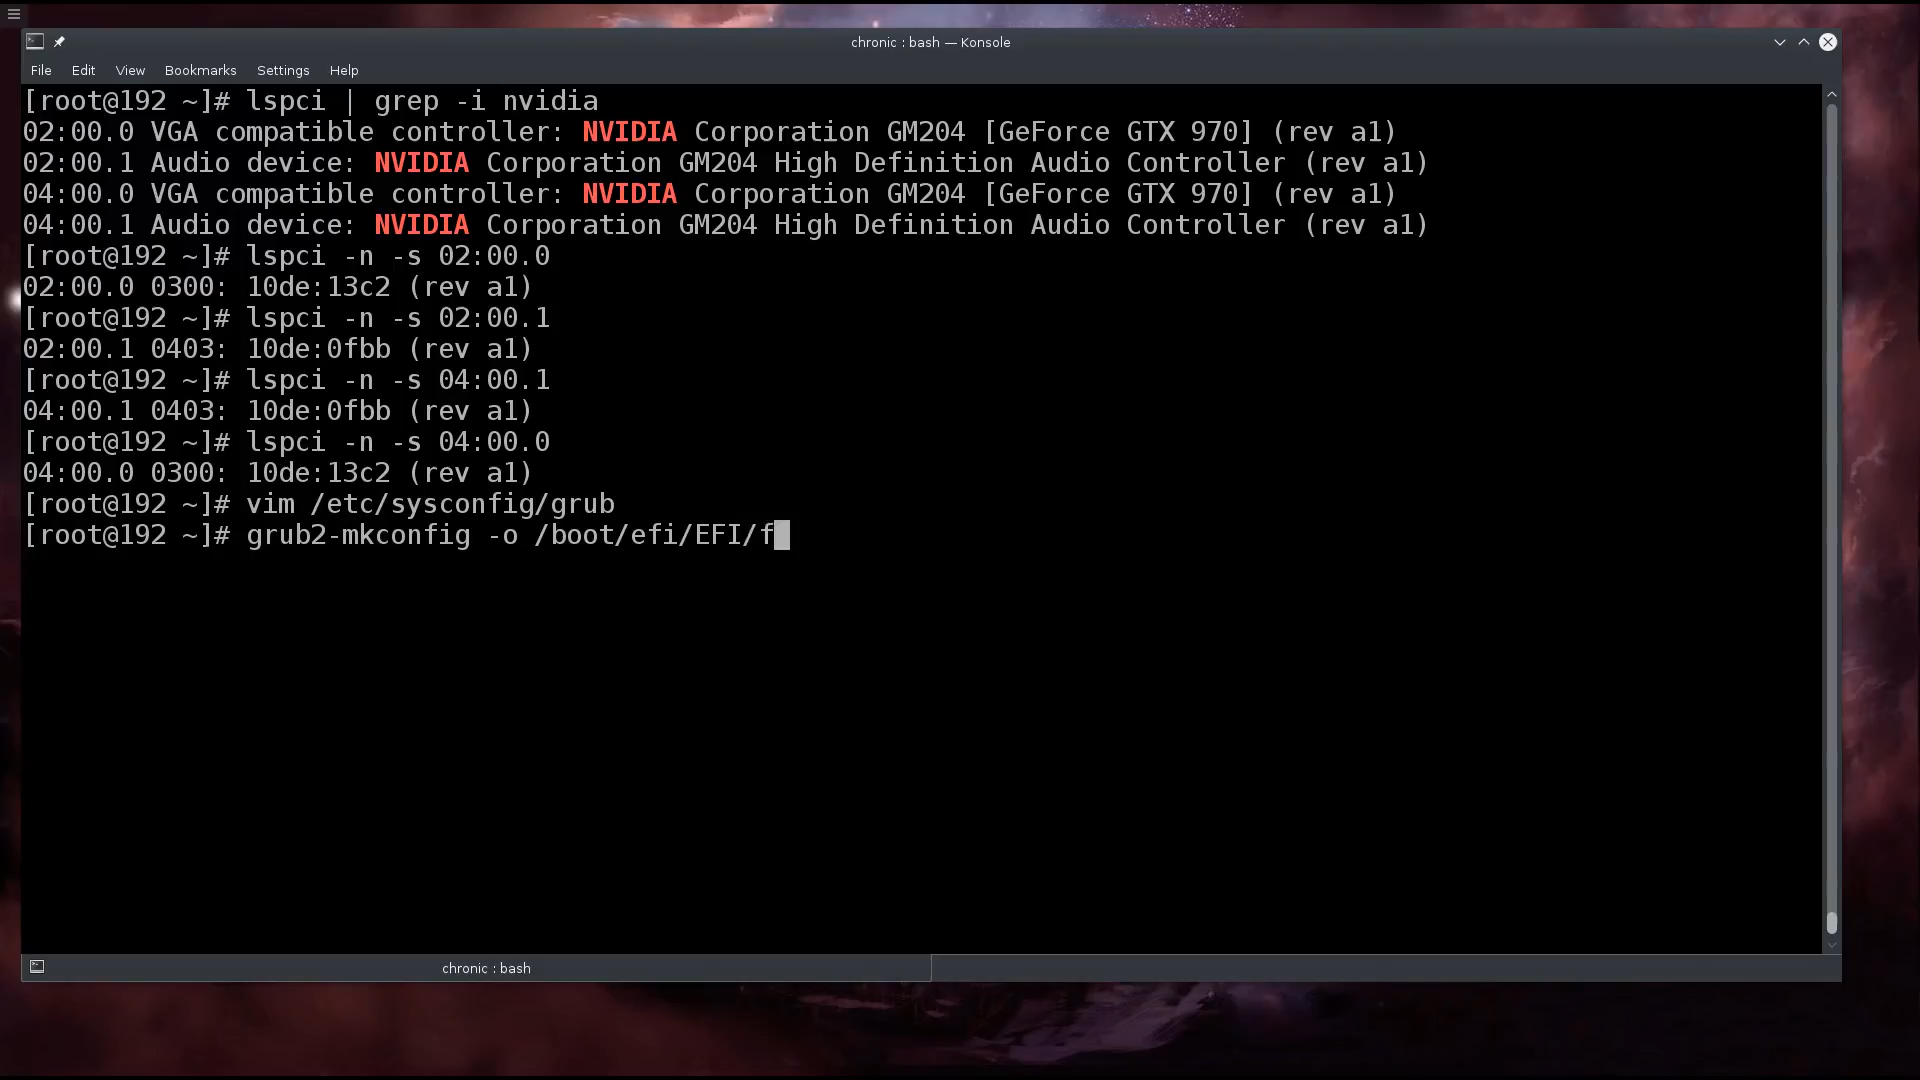 chronic : bash — Konsole
File Edit View Bookmarks Settings Help
[root@192 ~]# lspci | grep -i nvidia
02:00.0 VGA compatible controller: NVIDIA Corporation GM204 [GeForce GTX 970] (rev a1)
02:00.1 Audio device: NVIDIA Corporation GM204 High Definition Audio Controller (rev a1)
04:00.0 VGA compatible controller: NVIDIA Corporation GM204 [GeForce GTX 970] (rev a1)
04:00.1 Audio device: NVIDIA Corporation GM204 High Definition Audio Controller (rev a1)
[root@192 ~]# lspci -n -s 02:00.0
02:00.0 0300: 10de:13c2 (rev a1)
[root@192 ~]# lspci -n -s 02:00.1
02:00.1 0403: 10de:0fbb (rev a1)
[root@192 ~]# lspci -n -s 04:00.1
04:00.1 0403: 10de:0fbb (rev a1)
[root@192 ~]# lspci -n -s 04:00.0
04:00.0 0300: 10de:13c2 (rev a1)
[root@192 ~]# vim /etc/sysconfig/grub
[root@192 ~]# grub2-mkconfig -o /boot/efi/EFI/f
chronic : bash